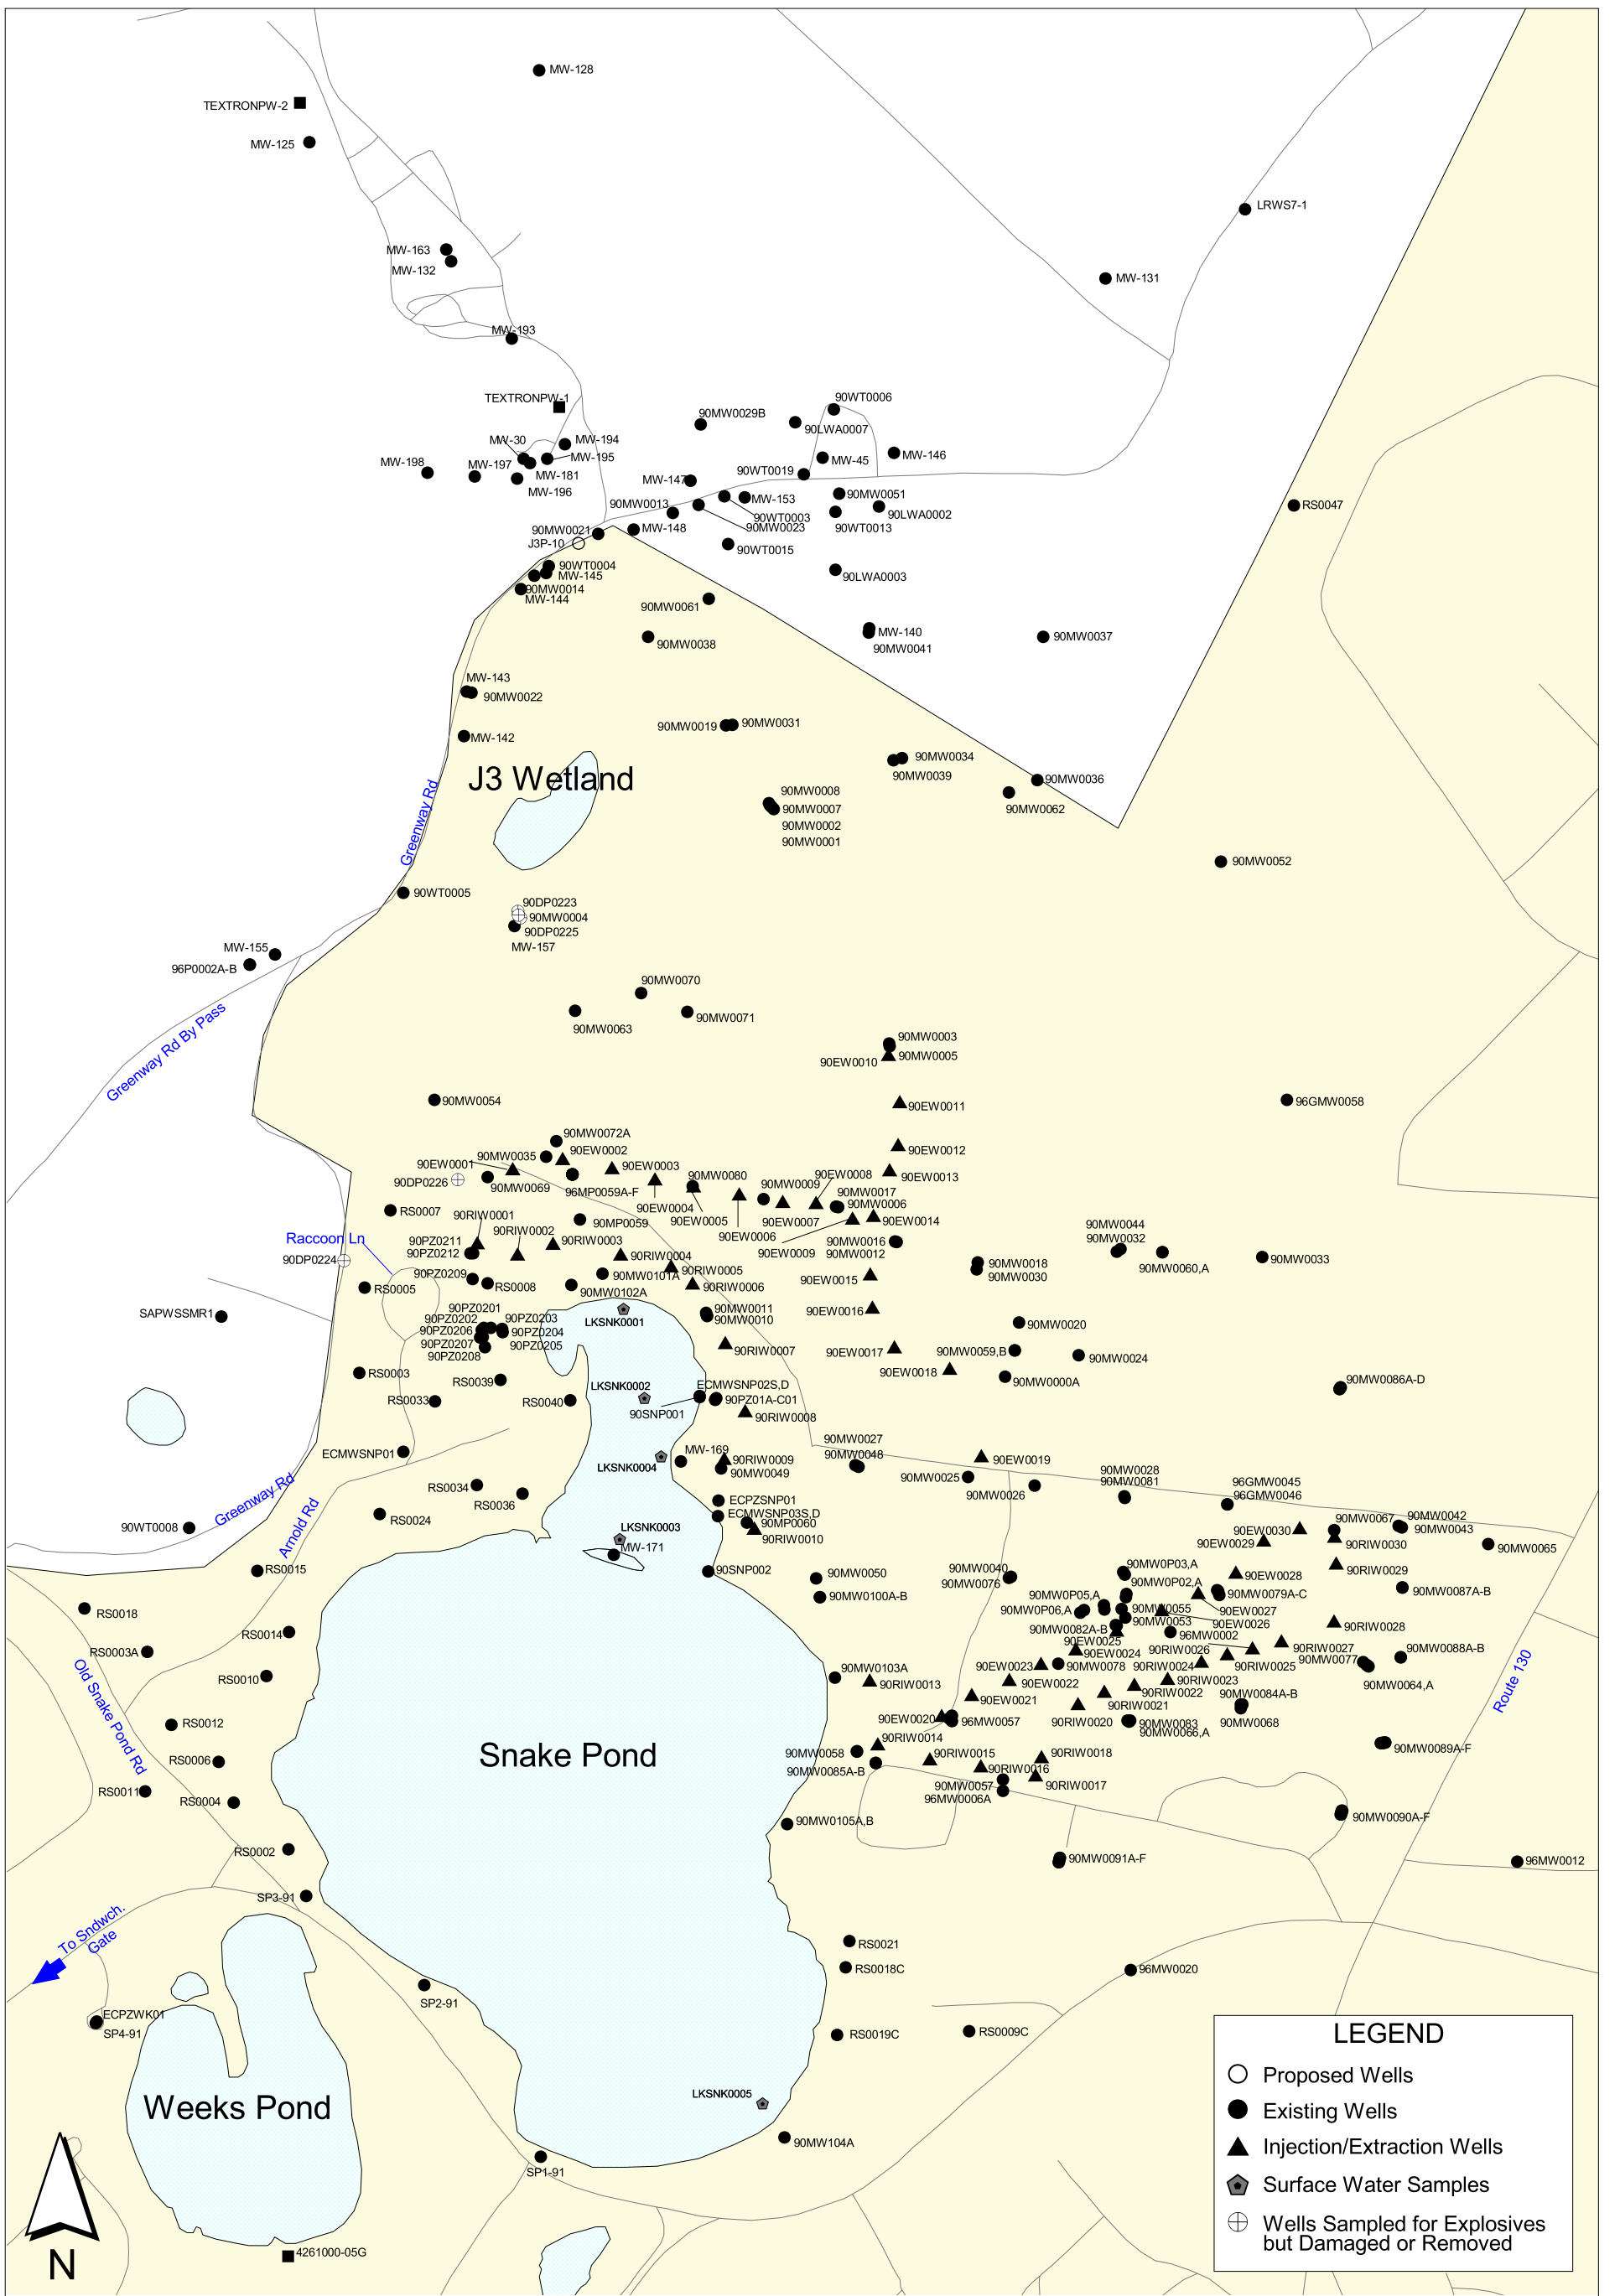 MW-128
TEXTRONPW-2
MW-125
LRWS7-1
MW-163
MW-132
MW-131
MW-193
TEXTRONPW-1
90WT0006
90MW0029B
90LWA0007
MW-30
MW-194
MW-195
MW-146
MW-45
MW-198
MW-197
MW-181
MW-196
90WT0019
MW-147
90MW0051
MW-153
90MW0013
90LWA0002
RS0047
90WT0003
90MW0023
90WT0013
90MW0021
MW-148
J3P-10
90WT0015
90WT0004
MW-145
90LWA0003
90MW0014
MW-144
90MW0061
90MW0038
MW-140
90MW0041
90MW0037
MW-143
90MW0022
90MW0019
90MW0031
MW-142
90MW0034
90MW0039
J3 Wetland
90MW0036
90MW0062
90MW0008
90MW0007
90MW0002
90MW0001
Greenway Rd
90MW0052
90WT0005
90DP0223
90MW0004
90DP0225
MW-157
MW-155
96P0002A-B
90MW0070
90MW0063
90MW0071
Greenway Rd By Pass
90MW0003
90MW0005
90EW0010
90MW0054
90EW0011
96GMW0058
90MW0072A
90EW0002
90MW0035
90EW0001
90EW0003
90EW0012
90EW0013
90DP0226
90MW0069
96MP0059A-F
90MW0080
90MW0009
90EW0008
90MW0017
90MW0006
90EW0004
90EW0005
90EW0006
90EW0007
90EW0009
90EW0014
RS0007
90RIW0001
90RIW0002
90MP0059
90MW0016
90MW0012
90MW0044
90MW0032
90MW0060,A
90MW0033
Raccoon Ln
90DP0224
90PZ0211
90PZ0212
90RIW0003
90RIW0004
90RIW0005
90RIW0006
90PZ0209
RS0008
90MW0101A
90MW0102A
90MW0018
90MW0030
90EW0015
RS0005
SAPWSSMR1
90PZ0201
90PZ0202
90PZ0203
90PZ0206
90PZ0204
90PZ0207
90PZ0205
90PZ0208
LKSNK0001
90MW0011
90MW0010
90EW0016
90MW0020
90RIW0007
90EW0017
90MW0059,B
90MW0024
90EW0018
90MW0000A
RS0003
RS0039
RS0033
RS0040
LKSNK0002
ECMWSNP02S,D
90PZ01A-C01
90SNP001
90RIW0008
90MW0086A-D
ECMWSNP01
LKSNK0004
MW-169
90RIW0009
90MW0049
90MW0027
90MW0048
90EW0019
90MW0025
90MW0026
90MW0028
90MW0081
96GMW0045
96GMW0046
Greenway Rd
RS0034
RS0036
RS0024
ECPZSNP01
ECMWSNP03S,D
90MP0060
90RIW0010
90WT0008
Arnold Rd
LKSNK0003
MW-171
90EW0030
90EW0029
90MW0067
90MW0042
90MW0043
90RIW0030
90MW0065
RS0015
90SNP002
90MW0050
90MW0100A-B
90MW0040
90MW0076
90MW0P03,A
90MW0P02,A
90EW0028
90RIW0029
90MW0087A-B
90MW0079A-C
90MW0P05,A
90MW0P06,A
90MW0055
90MW0053
90EW0027
90EW0026
RS0018
RS0014
RS0003A
90MW0082A-B
90EW0025
90EW0024
96MW0002
90RIW0026
90RIW0027
90RIW0028
90RIW0025
90MW0088A-B
90MW0077
90MW0064,A
RS0010
Old Snake Pond Rd
90MW0103A
90RIW0013
90EW0023
90MW0078
90RIW0024
90RIW0023
90EW0022
90RIW0022
90EW0021
90RIW0021
90MW0084A-B
90MW0068
Route 130
RS0012
90EW0020
96MW0057
90RIW0020
90MW0083
90MW0066,A
Snake Pond
90RIW0014
90MW0058
90MW0085A-B
90RIW0015
90RIW0018
90RIW0016
90RIW0017
90MW0057
96MW0006A
90MW0089A-F
RS0006
RS0011
RS0004
90MW0105A,B
90MW0090A-F
RS0002
90MW0091A-F
96MW0012
SP3-91
To Sndwch.
Gate
RS0021
RS0018C
96MW0020
SP2-91
ECPZWK01
SP4-91
RS0019C
RS0009C
LKSNK0005
Weeks Pond
90MW104A
SP1-91
4261000-05G
N
LEGEND
Proposed Wells
Existing Wells
Injection/Extraction Wells
Surface Water Samples
Wells Sampled for Explosives
but Damaged or Removed